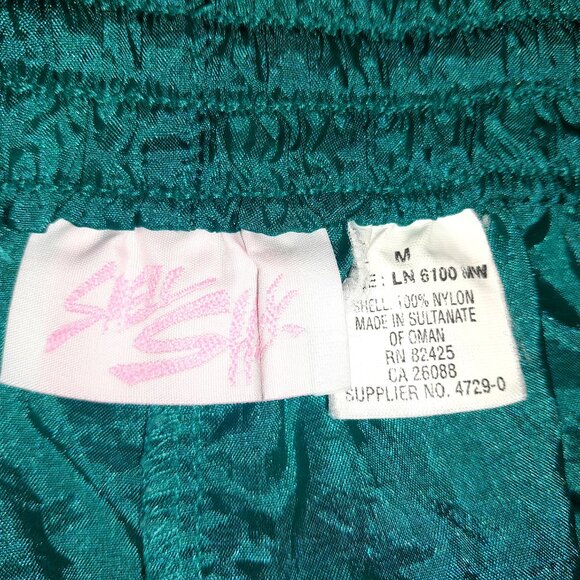 M
E: LN 6100 MW
SHELL: 100% NYLON
MADE IN SULTANATE
OF OMAN
RN 82425
CA 26088
SUPPLIER NO. 4729-0